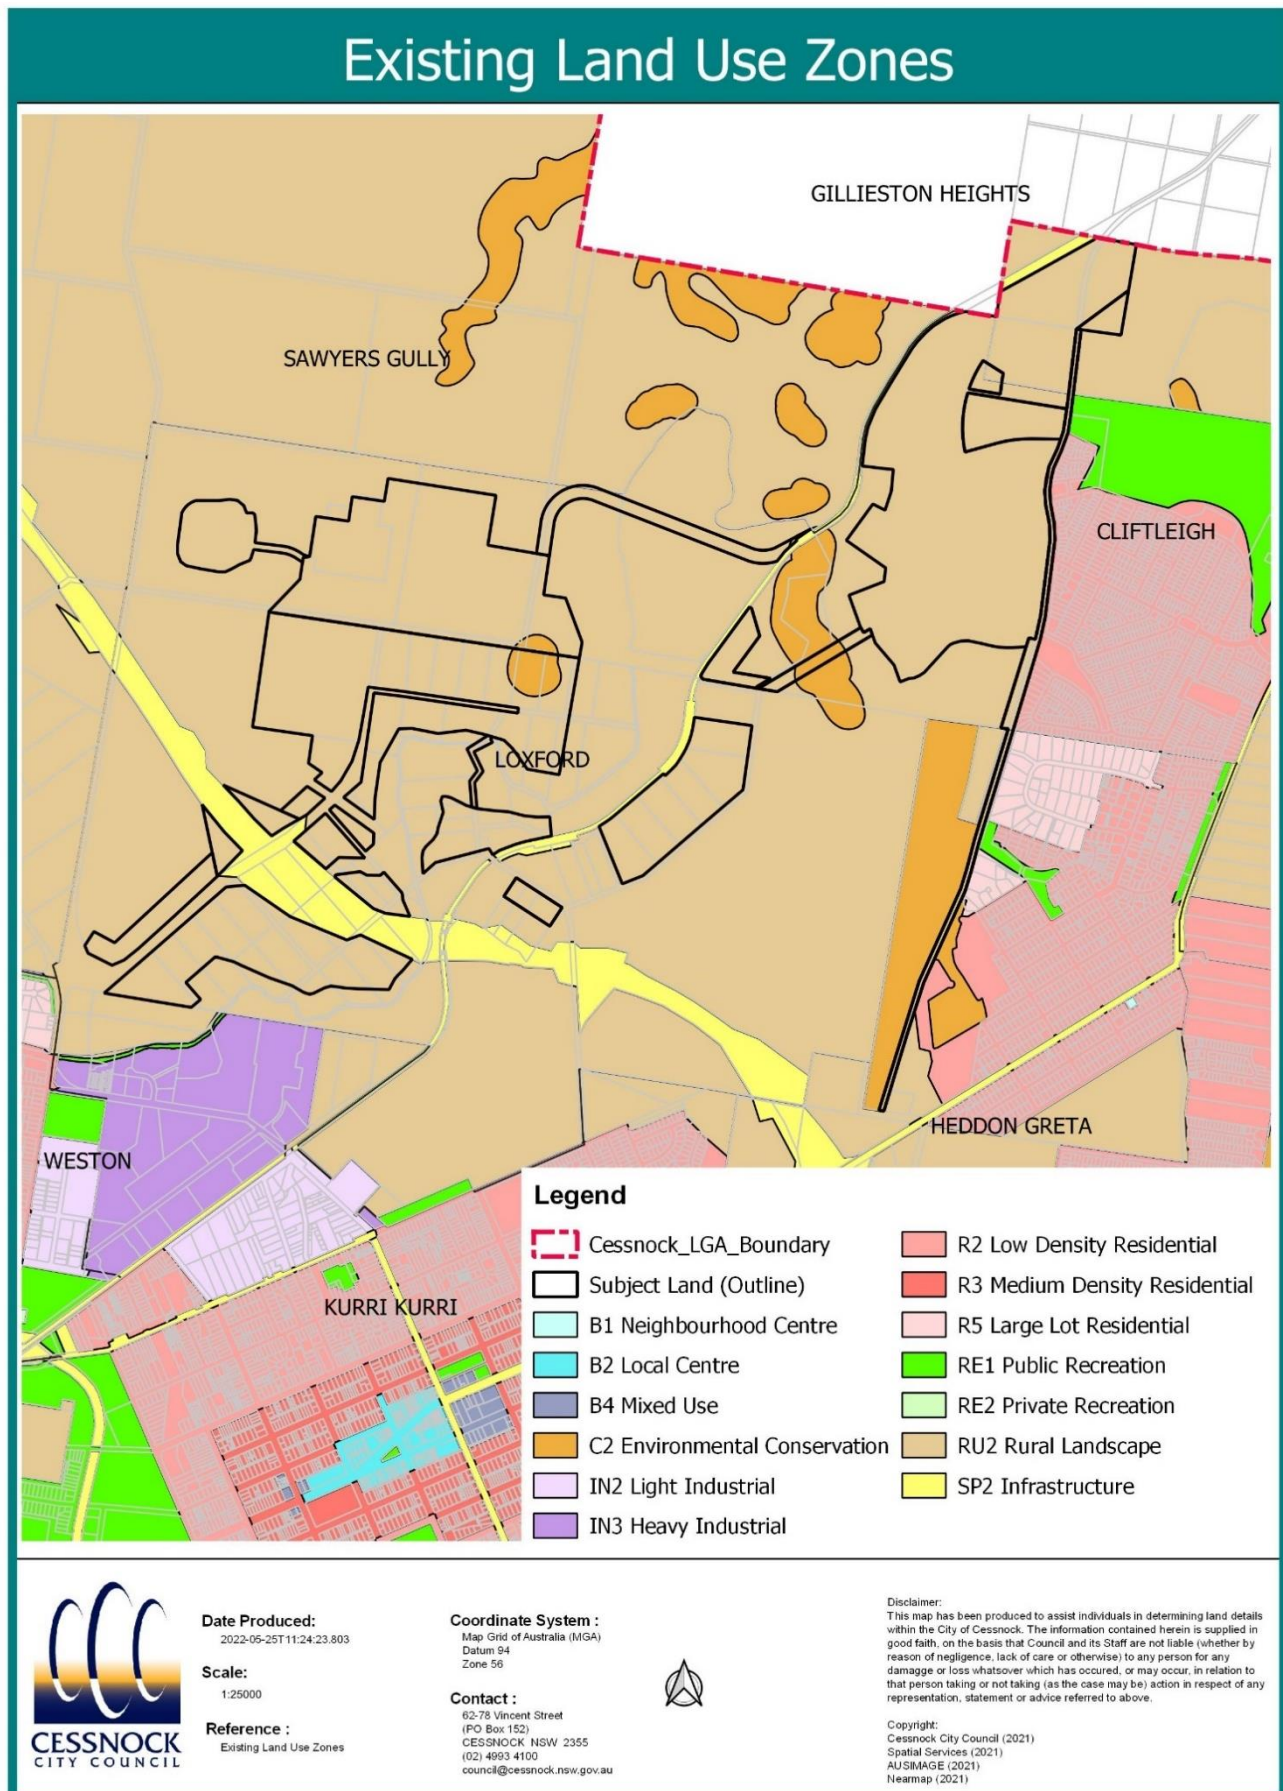 Existing Land Use Zones
GILLIESTON HEIGHTS
SAWYERS GULLY
CLIFTLEIGH
LOXFORD
HEDDON GRETA
WESTON
KURRI KURRI
Legend
Cessnock_LGA_Boundary
Subject Land (Outline)
B1 Neighbourhood Centre
B2 Local Centre
B4 Mixed Use
C2 Environmental Conservation
IN2 Light Industrial
IN3 Heavy Industrial
R2 Low Density Residential
R3 Medium Density Residential
R5 Large Lot Residential
RE1 Public Recreation
RE2 Private Recreation
RU2 Rural Landscape
SP2 Infrastructure
CESSNOCK
CITY COUNCIL
Date Produced:
2022-05-25T11:24:23.803
Scale:
1:25000
Reference :
Existing Land Use Zones
Coordinate System :
Map Grid of Australia (MGA)
Datum 94
Zone 56
Contact :
62-78 Vincent Street
(PO Box 152)
CESSNOCK NSW 2355
(02) 4993 4100
council@cessnock.nsw.gov.au
Disclaimer:
This map has been produced to assist individuals in determining land details
within the City of Cessnock. The information contained herein is supplied in
good faith, on the basis that Council and its Staff are not liable (whether by
reason of negligence, lack of care or otherwise) to any person for any
damagge or loss whatsover which has occured, or may occur, in relation to
that person taking or not taking (as the case may be) action in respect of any
representation, statement or advice referred to above.
Copyright:
Cessnock City Council (2021)
Spatial Services (2021)
AUSIMAGE (2021)
Nearmap (2021)